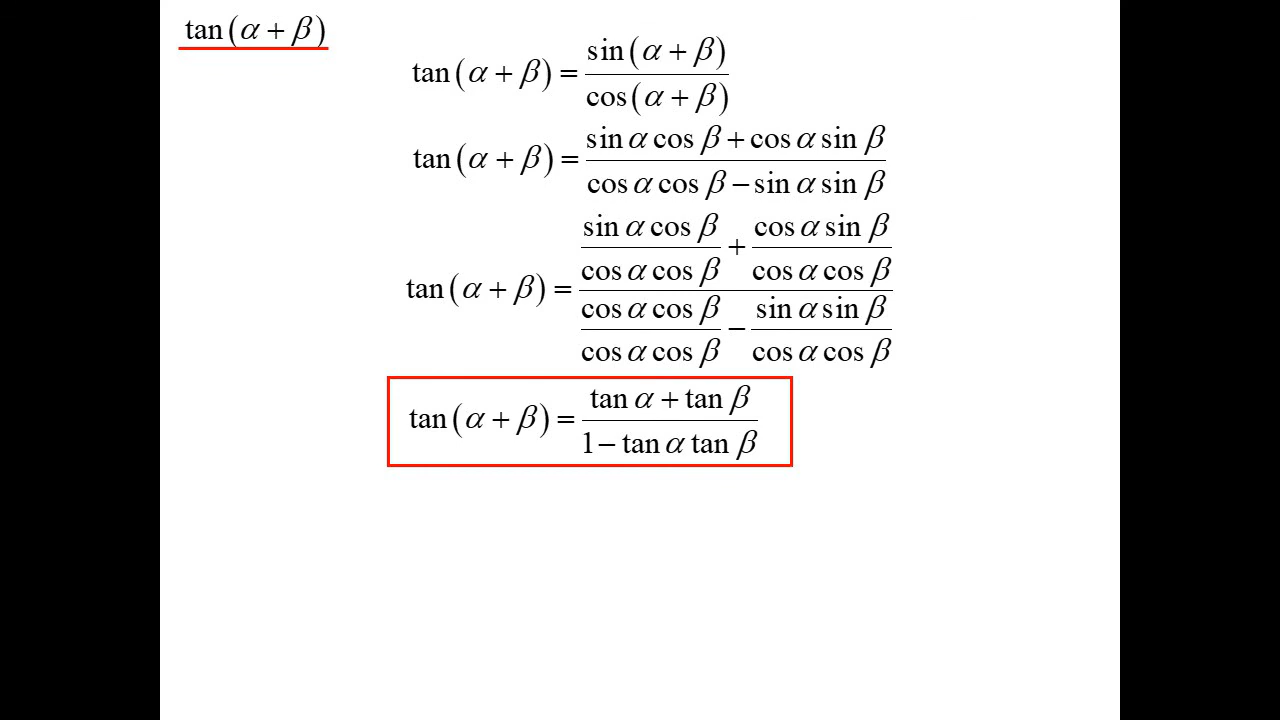 tan(α + β)
tan(α + β) = sin(α + β) / cos(α + β)
tan(α + β) = (sin α cos β + cos α sin β) / (cos α cos β − sin α sin β)
tan(α + β) = ((sin α cos β / cos α cos β) + (cos α sin β / cos α cos β)) / ((cos α cos β / cos α cos β) − (sin α sin β / cos α cos β))
tan(α + β) = (tan α + tan β) / (1 − tan α tan β)